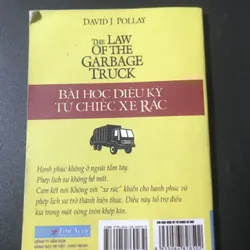 DAVID J. POLLAY
THE LAW
OF THE
GARBAGE
TRUCK
BÀI HỌC DIỆU KỲ
TỪ CHIẾC XE RÁC
Hạnh phúc không ở ngoài tầm tay.
Phép lịch sự không hề mất.
Cam kết nói Không với "xe rác" khiến cho hạnh phúc và
phép lịch sự trở thành hiện thực. Điều này hỗ trợ điều
kia trong một vòng tròn khép kín.
First News